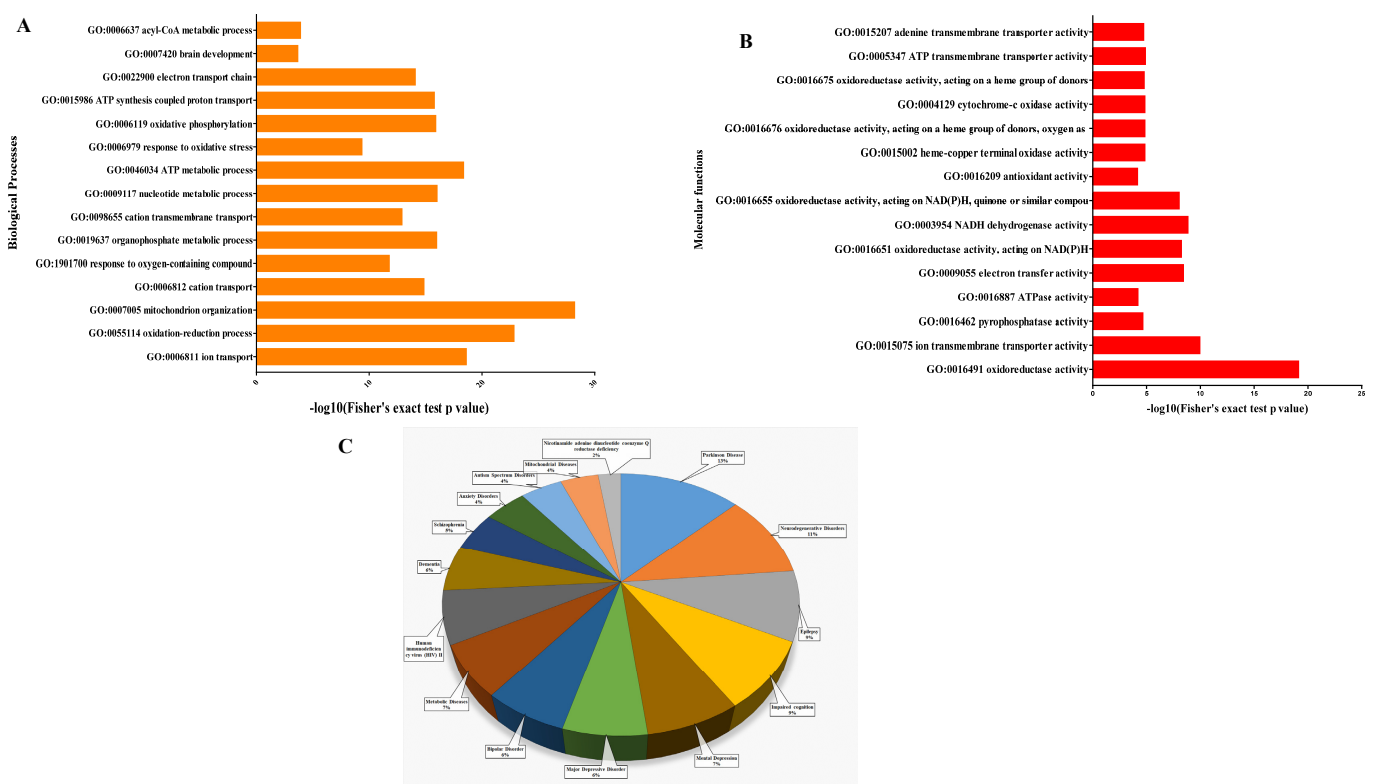 A
Biological Processes
GO:0006637 acyl-CoA metabolic process
GO:0007420 brain development
GO:0022900 electron transport chain
GO:0015986 ATP synthesis coupled proton transport
GO:0006119 oxidative phosphorylation
GO:0006979 response to oxidative stress
GO:0046034 ATP metabolic process
GO:0009117 nucleotide metabolic process
GO:0098655 cation transmembrane transport
GO:0019637 organophosphate metabolic process
GO:1901700 response to oxygen-containing compound
GO:0006812 cation transport
GO:0007005 mitochondrion organization
GO:0055114 oxidation-reduction process
GO:0006811 ion transport
0 10 20 30
-log10(Fisher's exact test p value)
B
Molecular functions
GO:0015207 adenine transmembrane transporter activity
GO:0005347 ATP transmembrane transporter activity
GO:0016675 oxidoreductase activity, acting on a heme group of donors
GO:0004129 cytochrome-c oxidase activity
GO:0016676 oxidoreductase activity, acting on a heme group of donors, oxygen as
GO:0015002 heme-copper terminal oxidase activity
GO:0016209 antioxidant activity
GO:0016655 oxidoreductase activity, acting on NAD(P)H, quinone or similar compou
GO:0003954 NADH dehydrogenase activity
GO:0016651 oxidoreductase activity, acting on NAD(P)H
GO:0009055 electron transfer activity
GO:0016887 ATPase activity
GO:0016462 pyrophosphatase activity
GO:0015075 ion transmembrane transporter activity
GO:0016491 oxidoreductase activity
0 5 10 15 20 25
-log10(Fisher's exact test p value)
C
Nicotinamide adenine dinucleotide coenzyme Q
reductase deficiency
2%
Parkinson Disease
13%
Neurodegenerative Disorders
11%
Epilepsy
9%
Impaired cognition
9%
Mental Depression
7%
Major Depressive Disorder
6%
Bipolar Disorder
6%
Metabolic Diseases
7%
Human
immunodeficien
cy virus (HIV) II
Dementia
6%
Schizophrenia
Anxiety Disorders
4%
Autism Spectrum Disorders
4%
Mitochondrial Diseases
4%